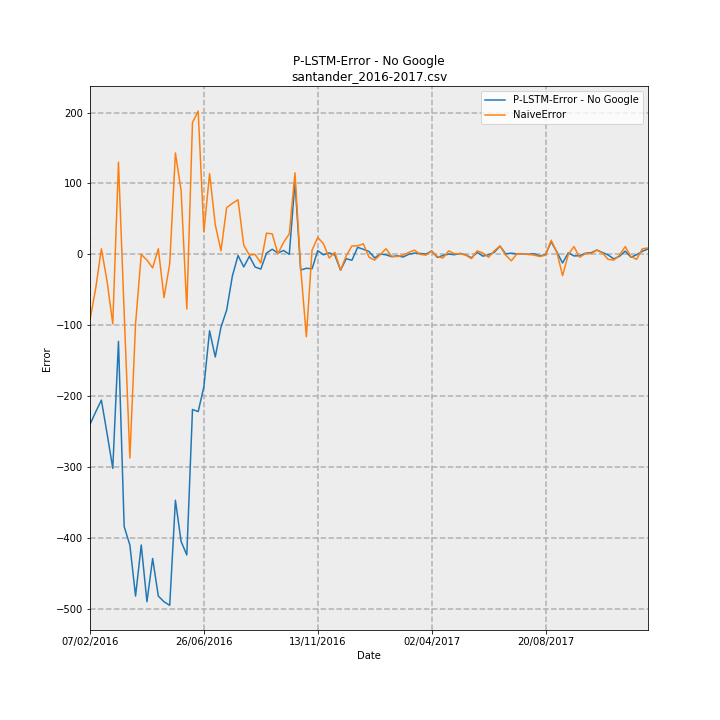 P-LSTM-Error - No Google
santander_2016-2017.csv
P-LSTM-Error - No Google
NaiveError
200
100
0
−100
−200
−300
−400
−500
Error
07/02/2016
26/06/2016
13/11/2016
02/04/2017
20/08/2017
Date